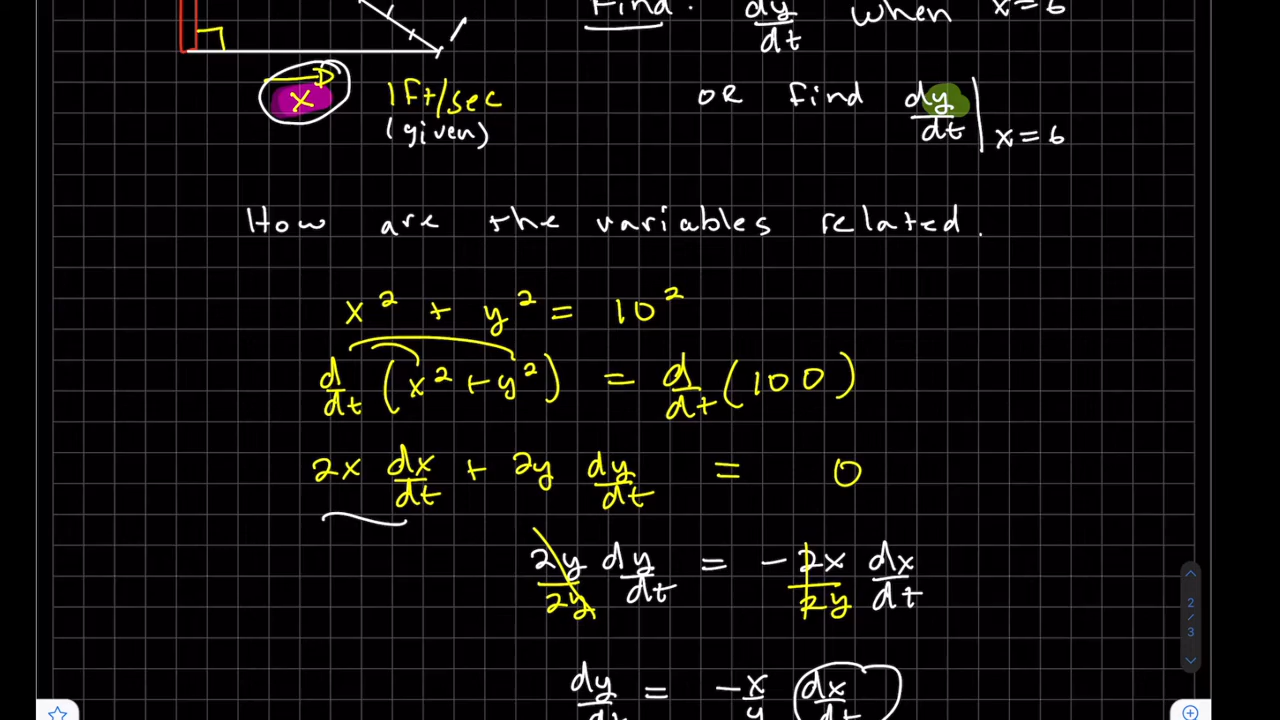 Find: dy/dt when x=6
x 1ft/sec
(given)
OR find dy/dt | x=6
How are the variables related.
x² + y² = 10²
d/dt (x² + y²) = d/dt (100)
2x dx/dt + 2y dy/dt = 0
2y/2y dy/dt = -2x/2y dx/dt
dy/dt = -x/y dx/dt
2/3